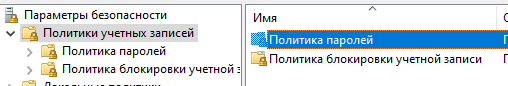 Параметры безопасности
Политики учетных записей
Политика паролей
Политика блокировки учетной з
Имя
Политика паролей
Политика блокировки учетной записи